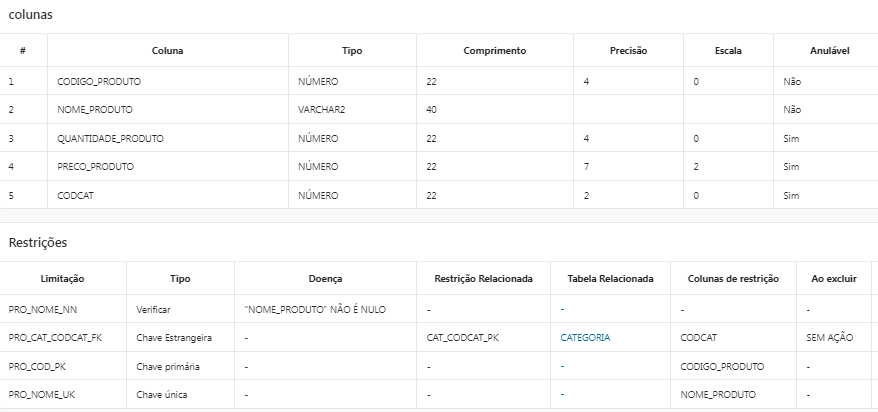 colunas
# Coluna Tipo Comprimento Precisão Escala Anulável
1 CODIGO_PRODUTO NÚMERO 22 4 0 Não
2 NOME_PRODUTO VARCHAR2 40 Não
3 QUANTIDADE_PRODUTO NÚMERO 22 4 0 Sim
4 PRECO_PRODUTO NÚMERO 22 7 2 Sim
5 CODCAT NÚMERO 22 2 0 Sim
Restrições
Limitação Tipo Doença Restrição Relacionada Tabela Relacionada Colunas de restrição Ao excluir
PRO_NOME_NN Verificar "NOME_PRODUTO" NÃO É NULO - - - -
PRO_CAT_CODCAT_FK Chave Estrangeira - CAT_CODCAT_PK CATEGORIA CODCAT SEM AÇÃO
PRO_COD_PK Chave primária - - - CODIGO_PRODUTO -
PRO_NOME_UK Chave única - - - NOME_PRODUTO -